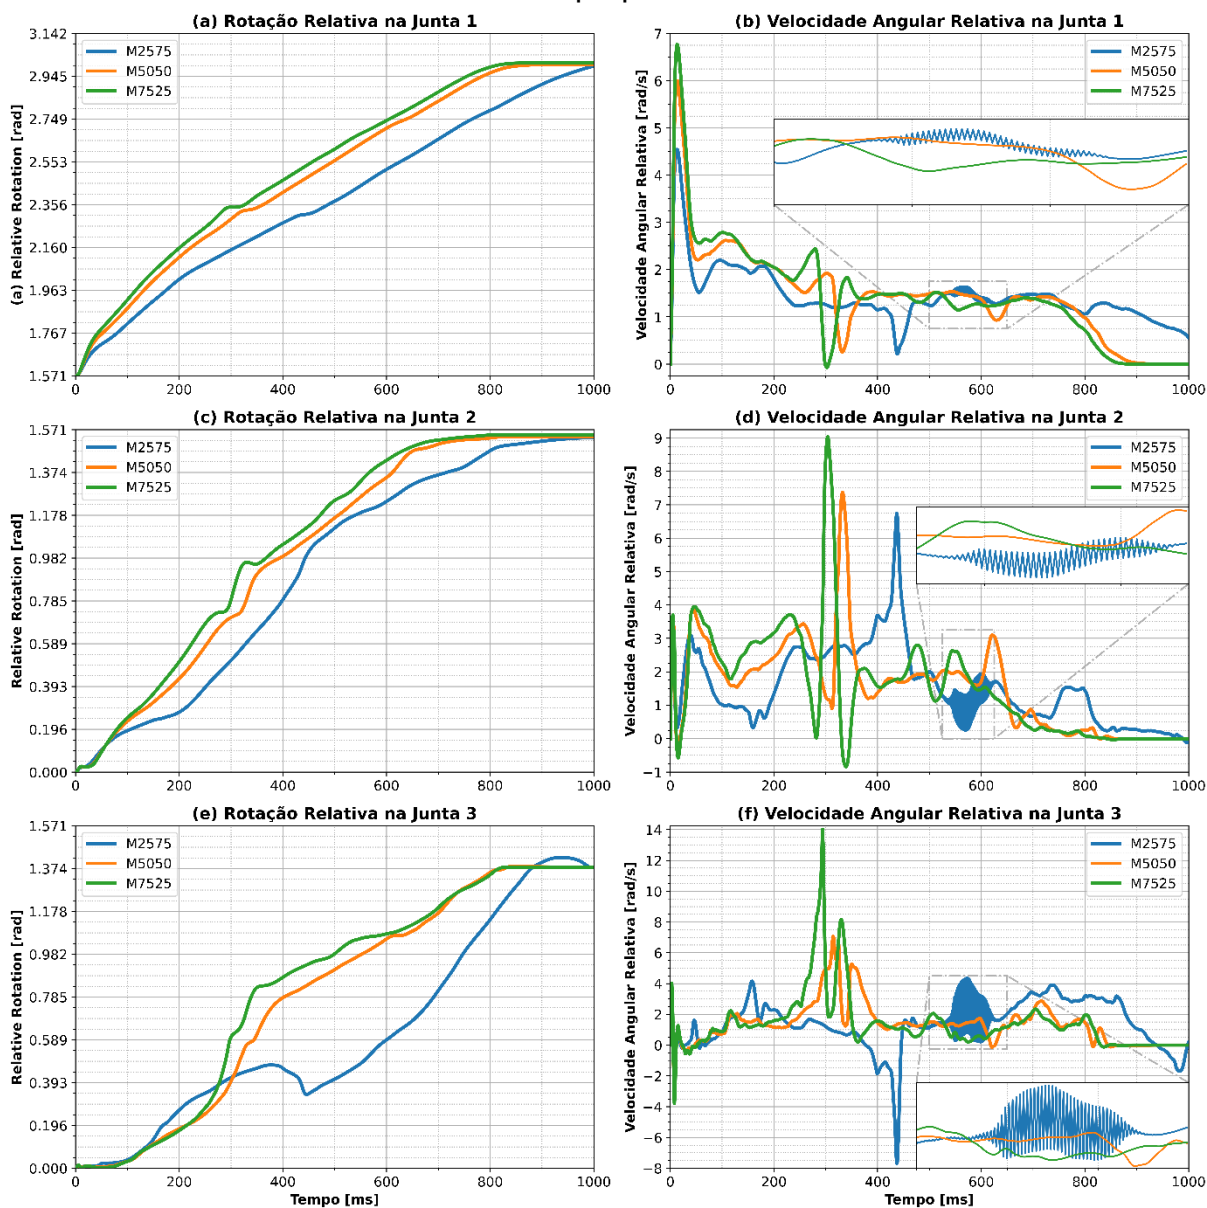 (a) Rotação Relativa na Junta 1
(a) Relative Rotation [rad]
3.142
2.945
2.749
2.553
2.356
2.160
1.963
1.767
1.571
0 200 400 600 800 1000
M2575
M5050
M7525
(b) Velocidade Angular Relativa na Junta 1
Velocidade Angular Relativa [rad/s]
7
6
5
4
3
2
1
0
0 200 400 600 800 1000
M2575
M5050
M7525
(c) Rotação Relativa na Junta 2
Relative Rotation [rad]
1.571
1.374
1.178
0.982
0.785
0.589
0.393
0.196
0.000
0 200 400 600 800 1000
M2575
M5050
M7525
(d) Velocidade Angular Relativa na Junta 2
Velocidade Angular Relativa [rad/s]
9
8
7
6
5
4
3
2
1
0
−1
0 200 400 600 800 1000
M2575
M5050
M7525
(e) Rotação Relativa na Junta 3
Relative Rotation [rad]
1.571
1.374
1.178
0.982
0.785
0.589
0.393
0.196
0.000
0 200 400 600 800 1000
Tempo [ms]
M2575
M5050
M7525
(f) Velocidade Angular Relativa na Junta 3
Velocidade Angular Relativa [rad/s]
14
12
10
8
6
4
2
0
−2
−4
−6
−8
0 200 400 600 800 1000
Tempo [ms]
M2575
M5050
M7525